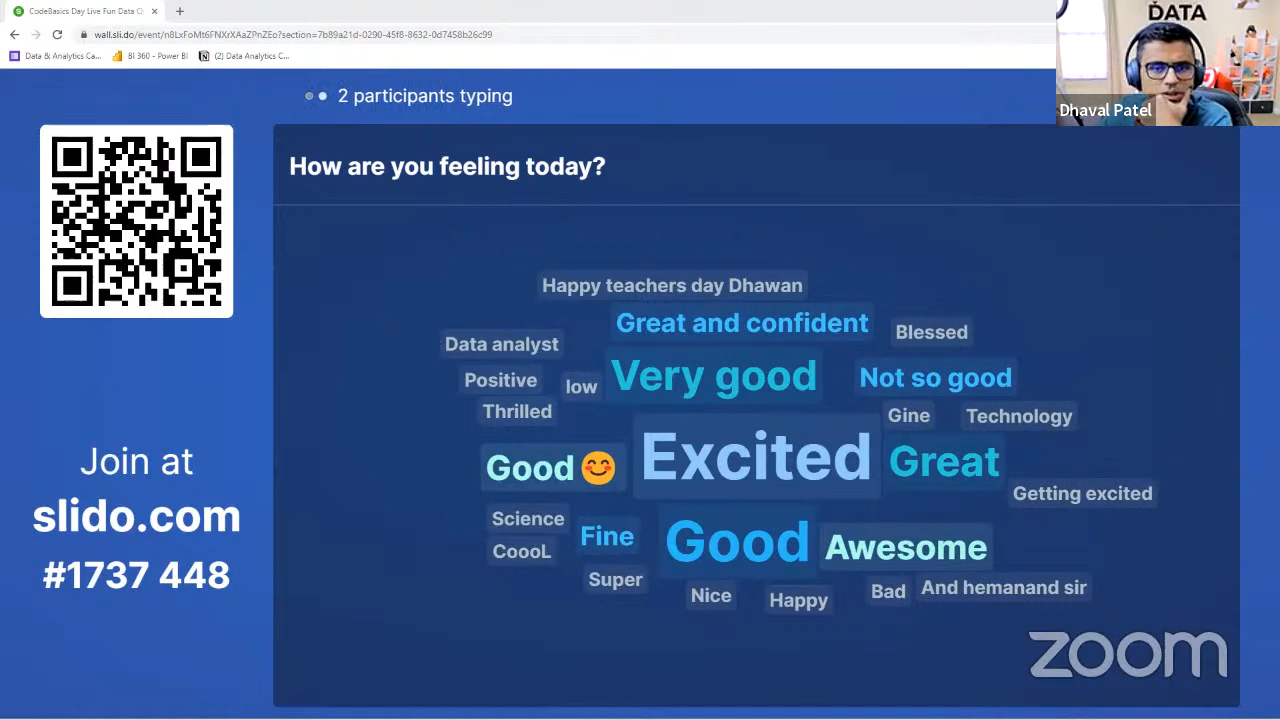 CodeBasics Day Live Fun Data Q
wall.sli.do/event/n8LxFoMt6FNXrXAaZPnZEo?section=7b89a21d-0290-45f8-8632-0d7458b56c99
Data & Analytics Ca...
BI 360 - Power BI
(2) Data Analytics C...
DATA
Dhaval Patel
2 participants typing
How are you feeling today?
Happy teachers day Dhawan
Great and confident
Blessed
Data analyst
Very good
Not so good
Positive
low
Thrilled
Gine
Technology
Excited
Good😊
Great
Getting excited
Science
Fine
Good
Awesome
CoooL
Super
Nice
Happy
Bad
And hemanand sir
Join at
slido.com
#1737 448
zoom